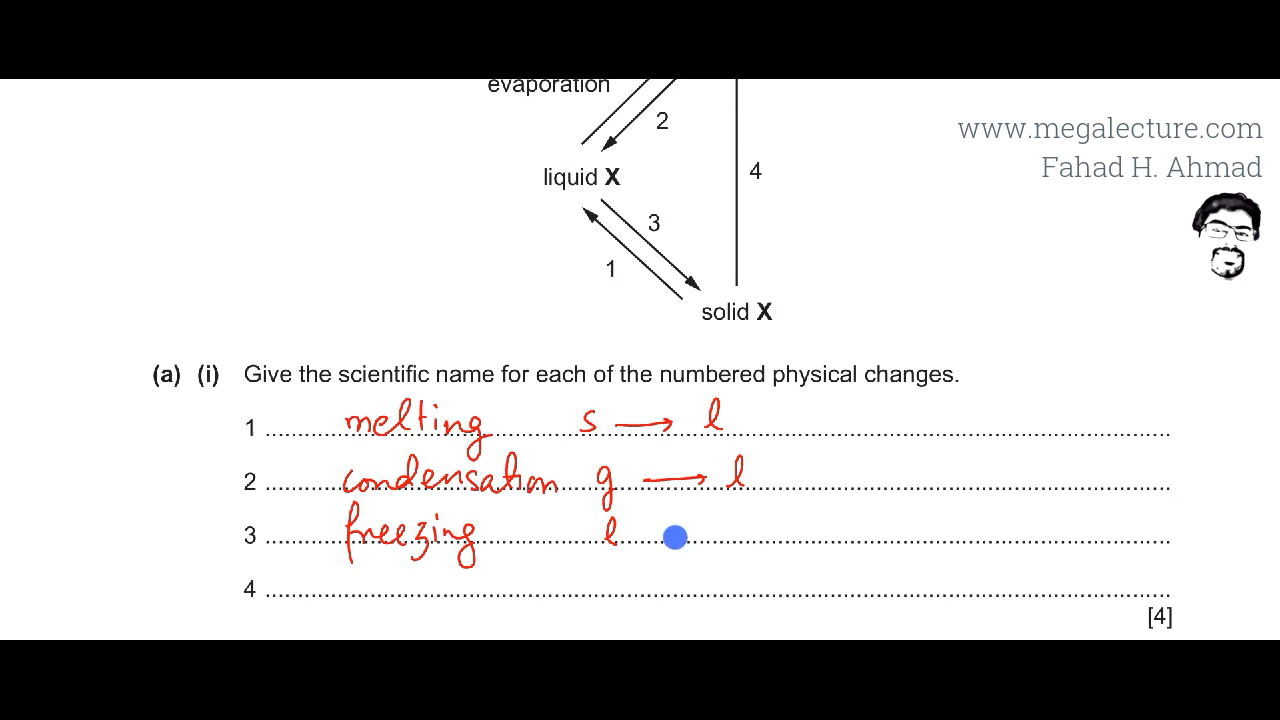 evaporation
2
www.megalecture.com
Fahad H. Ahmad
liquid X
4
3
1
solid X
(a) (i) Give the scientific name for each of the numbered physical changes.
1 .......... melting s → l ..........
2 .......... condensation g → l ..........
3 .......... freezing l ..........
4 ....................
[4]